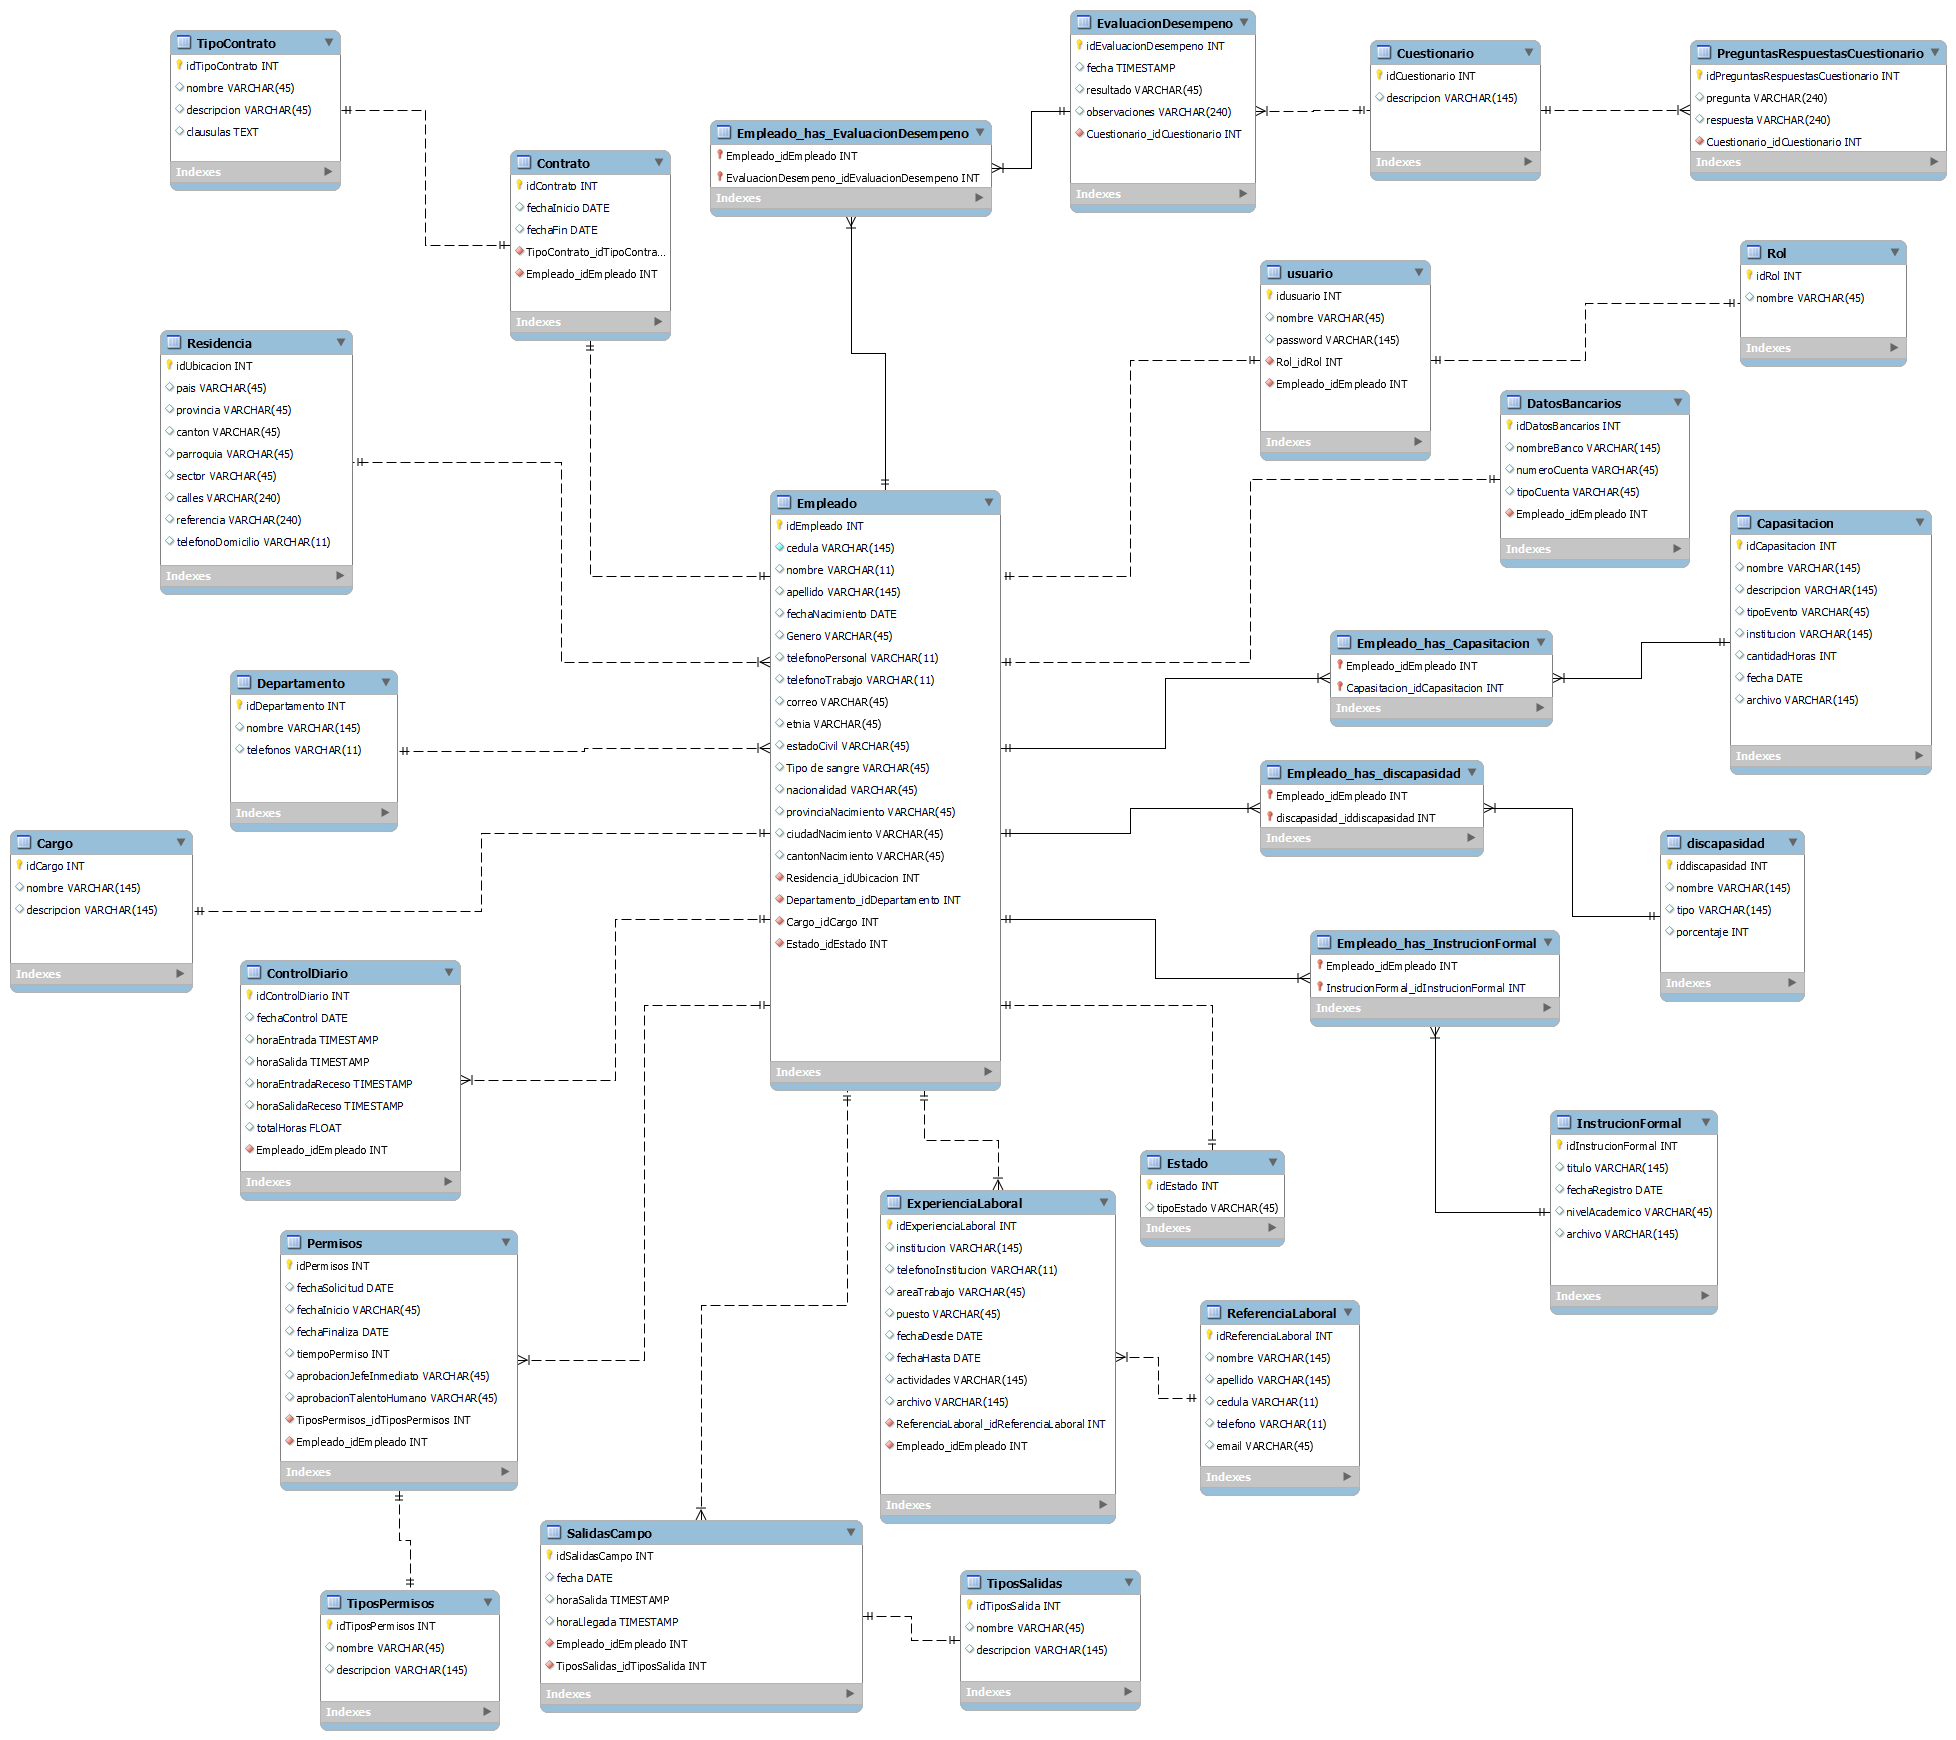 TipoContrato
idTipoContrato INT
nombre VARCHAR(45)
descripcion VARCHAR(45)
clausulas TEXT
Indexes
Contrato
idContrato INT
fechaInicio DATE
fechaFin DATE
TipoContrato_idTipoContra...
Empleado_idEmpleado INT
Indexes
Empleado_has_EvaluacionDesempeno
Empleado_idEmpleado INT
EvaluacionDesempeno_idEvaluacionDesempeno INT
Indexes
EvaluacionDesempeno
idEvaluacionDesempeno INT
fecha TIMESTAMP
resultado VARCHAR(45)
observaciones VARCHAR(240)
Cuestionario_idCuestionario INT
Indexes
Cuestionario
idCuestionario INT
descripcion VARCHAR(145)
Indexes
PreguntasRespuestasCuestionario
idPreguntasRespuestasCuestionario INT
pregunta VARCHAR(240)
respuesta VARCHAR(240)
Cuestionario_idCuestionario INT
Indexes
usuario
idusuario INT
nombre VARCHAR(45)
password VARCHAR(145)
Rol_idRol INT
Empleado_idEmpleado INT
Indexes
Rol
idRol INT
nombre VARCHAR(45)
Indexes
Residencia
idUbicacion INT
pais VARCHAR(45)
provincia VARCHAR(45)
canton VARCHAR(45)
parroquia VARCHAR(45)
sector VARCHAR(45)
calles VARCHAR(240)
referencia VARCHAR(240)
telefonoDomicilio VARCHAR(11)
Indexes
DatosBancarios
idDatosBancarios INT
nombreBanco VARCHAR(145)
numeroCuenta VARCHAR(45)
tipoCuenta VARCHAR(45)
Empleado_idEmpleado INT
Indexes
Empleado
idEmpleado INT
cedula VARCHAR(145)
nombre VARCHAR(11)
apellido VARCHAR(145)
fechaNacimiento DATE
Genero VARCHAR(45)
telefonoPersonal VARCHAR(11)
telefonoTrabajo VARCHAR(11)
correo VARCHAR(45)
etnia VARCHAR(45)
estadoCivil VARCHAR(45)
Tipo de sangre VARCHAR(45)
nacionalidad VARCHAR(45)
provinciaNacimiento VARCHAR(45)
ciudadNacimiento VARCHAR(45)
cantonNacimiento VARCHAR(45)
Residencia_idUbicacion INT
Departamento_idDepartamento INT
Cargo_idCargo INT
Estado_idEstado INT
Indexes
Capasitacion
idCapasitacion INT
nombre VARCHAR(145)
descripcion VARCHAR(145)
tipoEvento VARCHAR(45)
institucion VARCHAR(145)
cantidadHoras INT
fecha DATE
archivo VARCHAR(145)
Indexes
Empleado_has_Capasitacion
Empleado_idEmpleado INT
Capasitacion_idCapasitacion INT
Indexes
Departamento
idDepartamento INT
nombre VARCHAR(145)
telefonos VARCHAR(11)
Indexes
Empleado_has_discapasidad
Empleado_idEmpleado INT
discapasidad_iddiscapasidad INT
Indexes
Cargo
idCargo INT
nombre VARCHAR(145)
descripcion VARCHAR(145)
Indexes
discapasidad
iddiscapasidad INT
nombre VARCHAR(145)
tipo VARCHAR(145)
porcentaje INT
Indexes
Empleado_has_InstrucionFormal
Empleado_idEmpleado INT
InstrucionFormal_idInstrucionFormal INT
Indexes
ControlDiario
idControlDiario INT
fechaControl DATE
horaEntrada TIMESTAMP
horaSalida TIMESTAMP
horaEntradaReceso TIMESTAMP
horaSalidaReceso TIMESTAMP
totalHoras FLOAT
Empleado_idEmpleado INT
Indexes
InstrucionFormal
idInstrucionFormal INT
titulo VARCHAR(145)
fechaRegistro DATE
nivelAcademico VARCHAR(45)
archivo VARCHAR(145)
Indexes
Estado
idEstado INT
tipoEstado VARCHAR(45)
Indexes
ExperienciaLaboral
idExperienciaLaboral INT
institucion VARCHAR(145)
telefonoInstitucion VARCHAR(11)
areaTrabajo VARCHAR(45)
puesto VARCHAR(45)
fechaDesde DATE
fechaHasta DATE
actividades VARCHAR(145)
archivo VARCHAR(145)
ReferenciaLaboral_idReferenciaLaboral INT
Empleado_idEmpleado INT
Indexes
Permisos
idPermisos INT
fechaSolicitud DATE
fechaInicio VARCHAR(45)
fechaFinaliza DATE
tiempoPermiso INT
aprobacionJefeInmediato VARCHAR(45)
aprobacionTalentoHumano VARCHAR(45)
TiposPermisos_idTiposPermisos INT
Empleado_idEmpleado INT
Indexes
ReferenciaLaboral
idReferenciaLaboral INT
nombre VARCHAR(145)
apellido VARCHAR(145)
cedula VARCHAR(11)
telefono VARCHAR(11)
email VARCHAR(45)
Indexes
SalidasCampo
idSalidasCampo INT
fecha DATE
horaSalida TIMESTAMP
horaLlegada TIMESTAMP
Empleado_idEmpleado INT
TiposSalidas_idTiposSalida INT
Indexes
TiposSalidas
idTiposSalida INT
nombre VARCHAR(45)
descripcion VARCHAR(145)
Indexes
TiposPermisos
idTiposPermisos INT
nombre VARCHAR(45)
descripcion VARCHAR(145)
Indexes